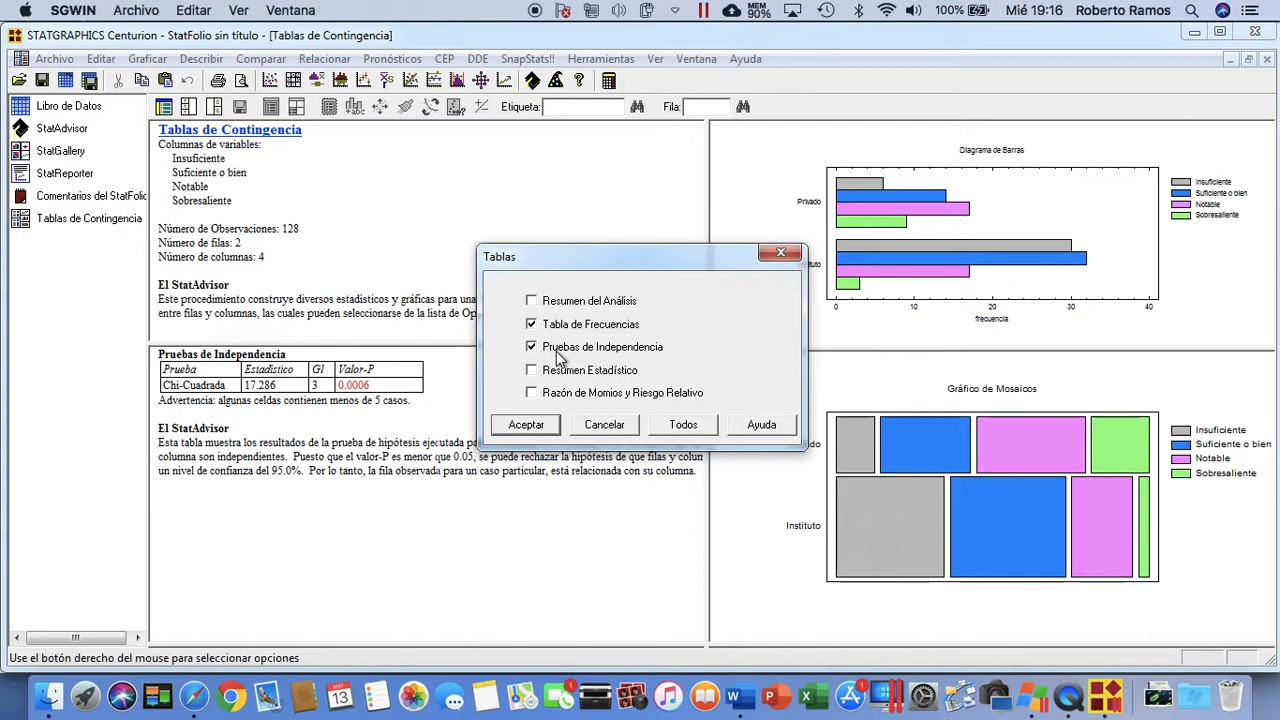 SGWIN Archivo Editar Ver Ventana MEM 90% 100% Mié 19:16 Roberto Ramos
STATGRAPHICS Centurion - StatFolio sin título - [Tablas de Contingencia]
Archivo Editar Graficar Describir Comparar Relacionar Pronósticos CEP DDE SnapStats!! Herramientas Ver Ventana Ayuda
Etiqueta: Fila:
Libro de Datos
StatAdvisor
StatGallery
StatReporter
Comentarios del StatFolio
Tablas de Contingencia
Tablas de Contingencia
Columnas de variables:
Insuficiente
Suficiente o bien
Notable
Sobresaliente
Número de Observaciones: 128
Número de filas: 2
Número de columnas: 4
El StatAdvisor
Este procedimiento construye diversos estadísticos y gráficas para una
entre filas y columnas, las cuales pueden seleccionarse de la lista de Op
Pruebas de Independencia
Prueba Estadístico Gl Valor-P
Chi-Cuadrada 17.286 3 0.0006
Advertencia: algunas celdas contienen menos de 5 casos.
El StatAdvisor
Esta tabla muestra los resultados de la prueba de hipótesis ejecutada pa
columna son independientes. Puesto que el valor-P es menor que 0.05, se puede rechazar la hipótesis de que filas y colum
un nivel de confianza del 95.0%. Por lo tanto, la fila observada para un caso particular, está relacionada con su columna.
Tablas
Resumen del Análisis
Tabla de Frecuencias
Pruebas de Independencia
Resumen Estadístico
Razón de Momios y Riesgo Relativo
Aceptar Cancelar Todos Ayuda
Diagrama de Barras
Privado
tuto
0 10 20 30 40
frecuencia
Insuficiente
Suficiente o bien
Notable
Sobresaliente
Gráfico de Mosaicos
do
Instituto
Insuficiente
Suficiente o bien
Notable
Sobresaliente
Use el botón derecho del mouse para seleccionar opciones
MAY
13
1
1